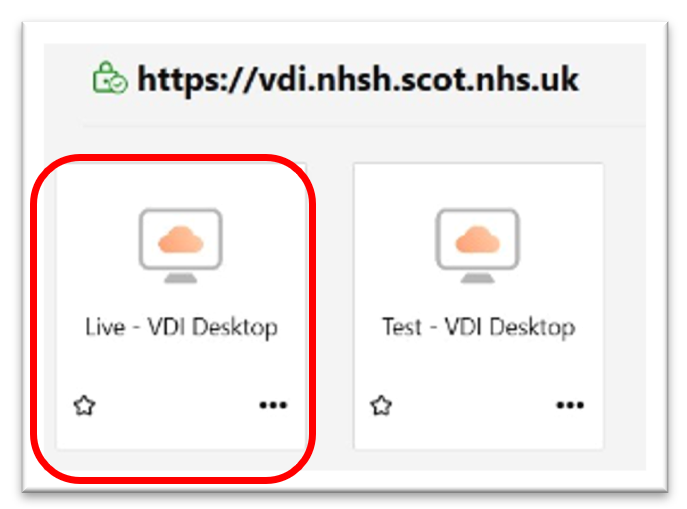 https://vdi.nhsh.scot.nhs.uk
Live - VDI Desktop
Test - VDI Desktop